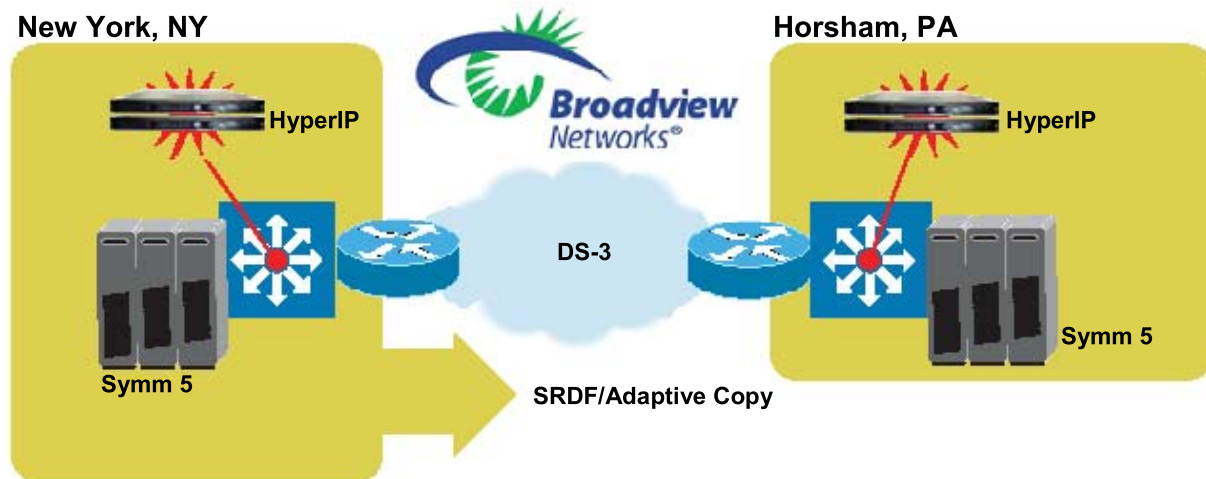 New York, NY
Horsham, PA
Broadview
Networks®
HyperIP
HyperIP
DS-3
Symm 5
Symm 5
SRDF/Adaptive Copy